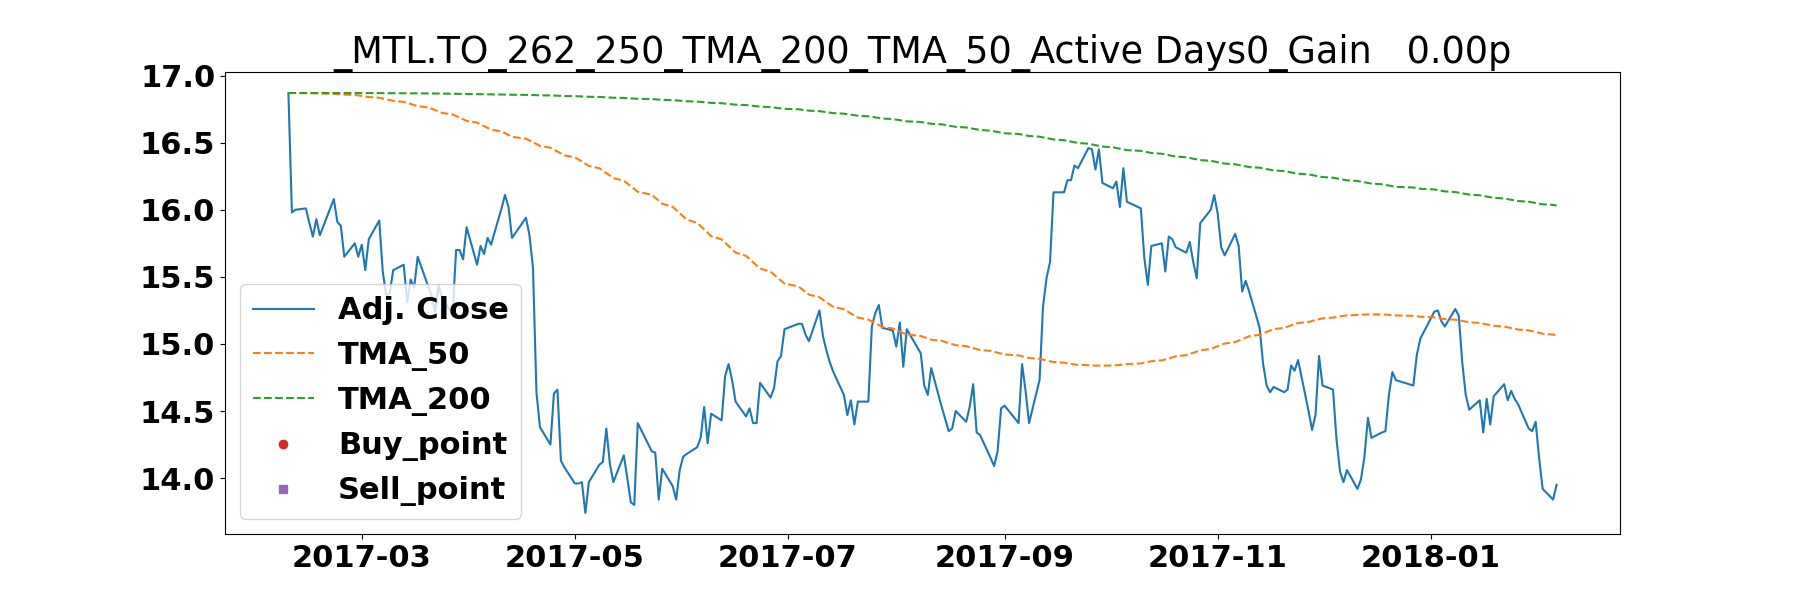 _MTL.TO_262_250_TMA_200_TMA_50_Active Days0_Gain   0.00p
17.0
16.5
16.0
15.5
15.0
14.5
14.0
Adj. Close
TMA_50
TMA_200
Buy_point
Sell_point
2017-03 2017-05 2017-07 2017-09 2017-11 2018-01